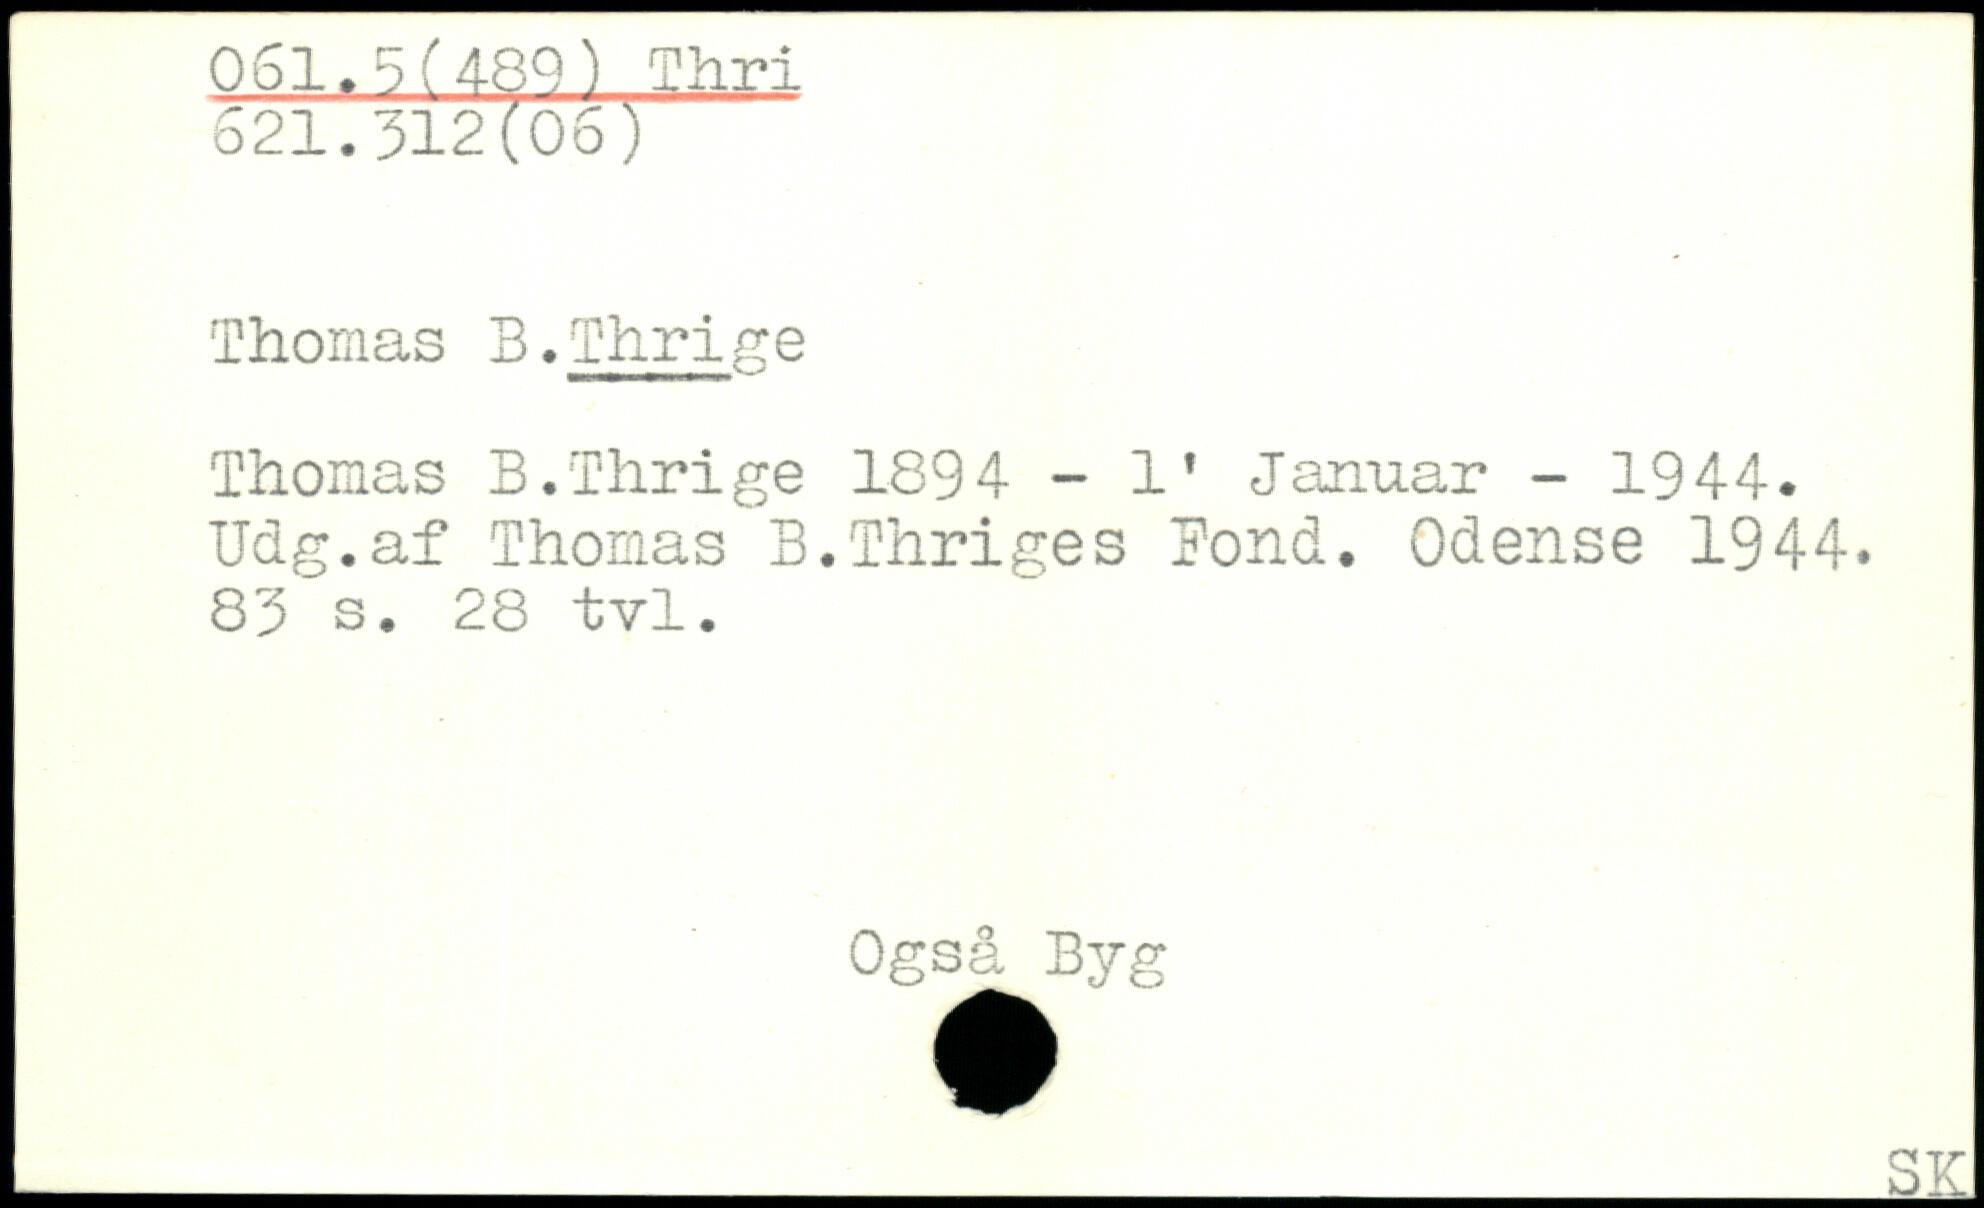 061.5(489) Thri
621.312(06)
Thomas B.Thrige
Thomas B.Thrige 1894 - 1' Januar - 1944.
Udg.af Thomas B.Thriges Fond. Odense 1944.
83 s. 28 tvl.
Også Byg
SK